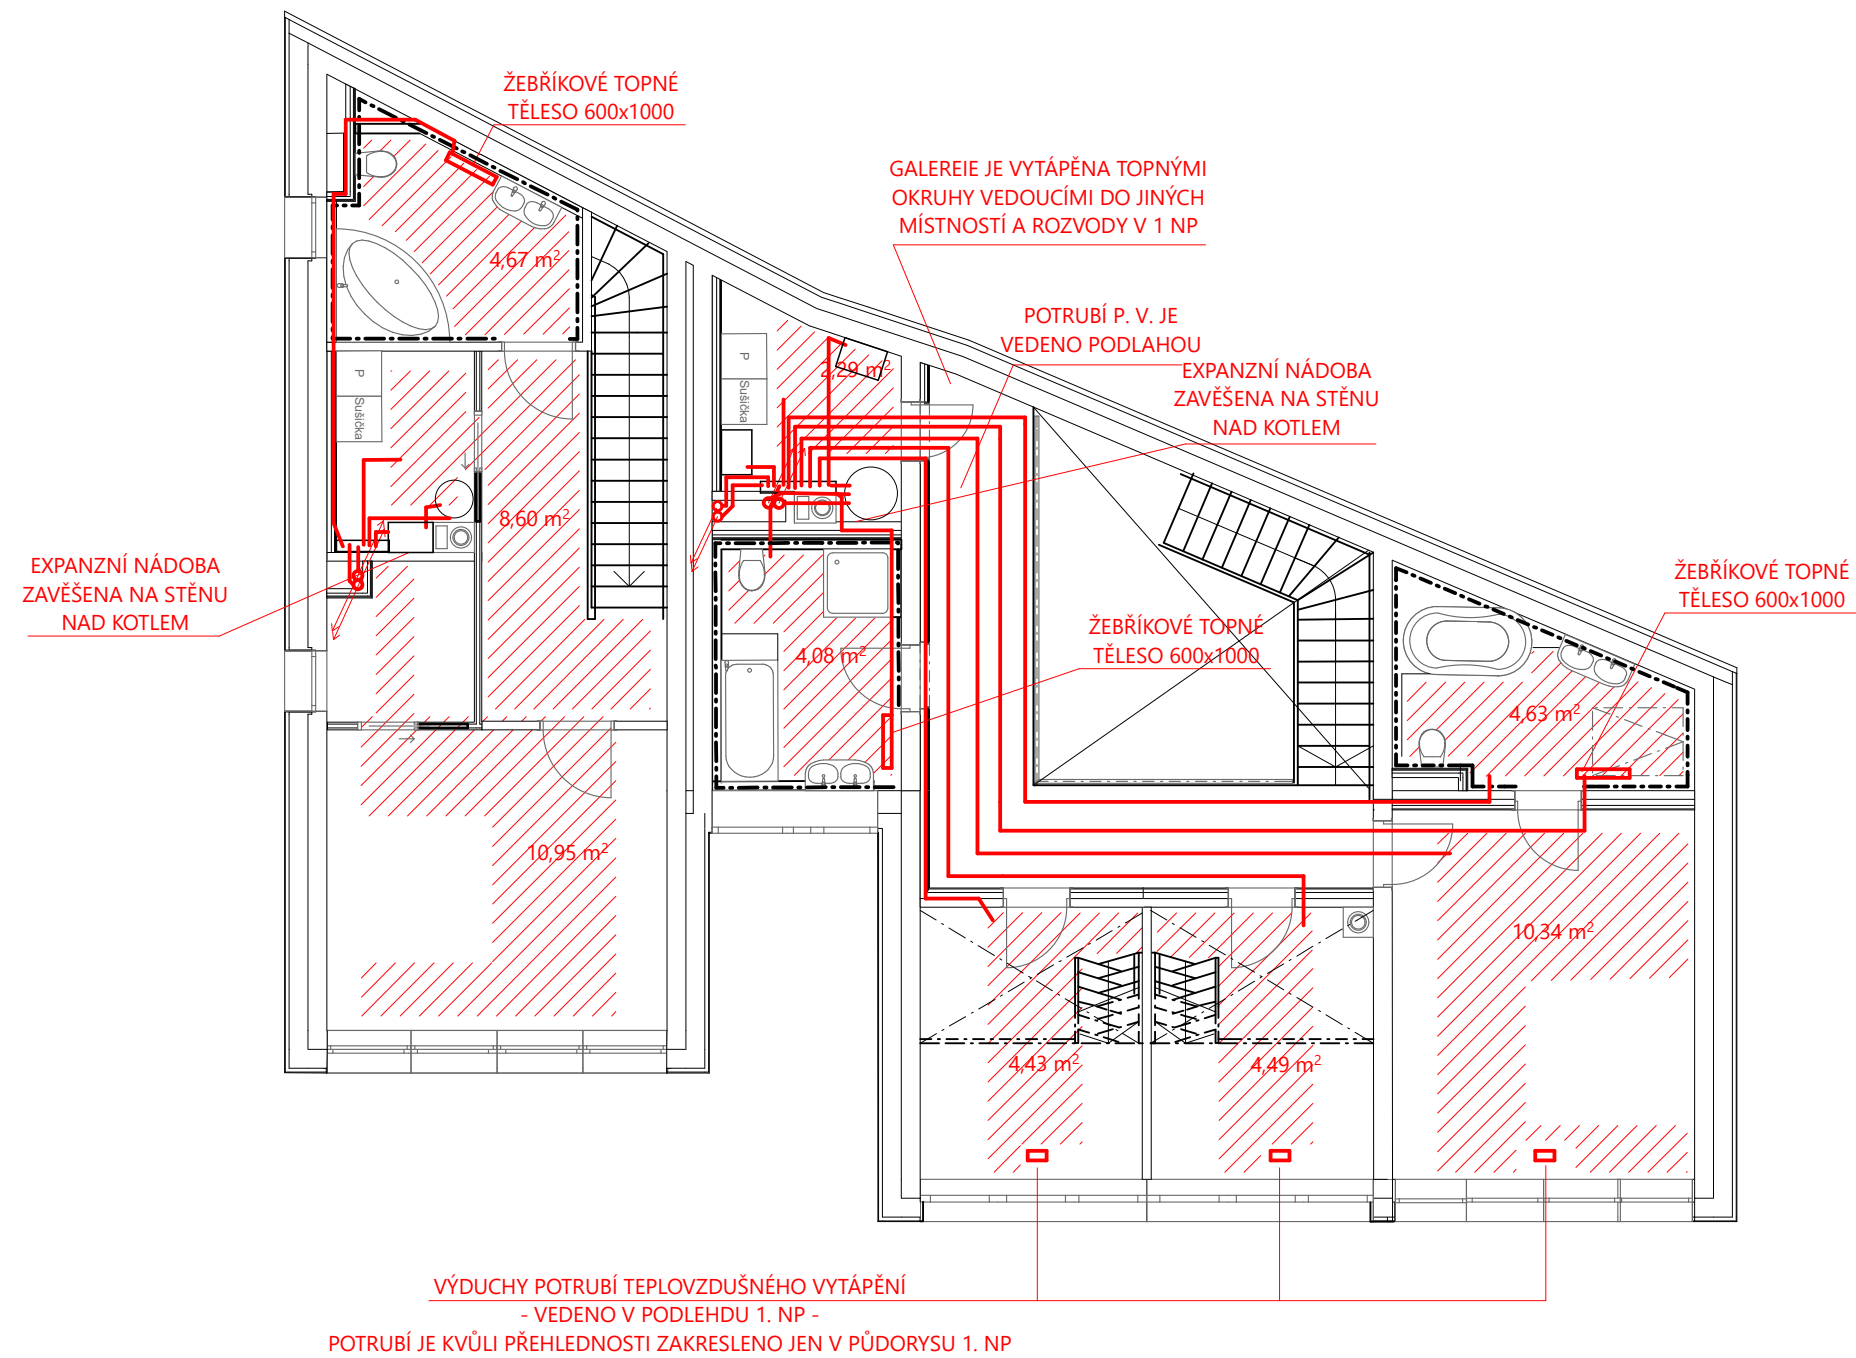 ŽEBŘÍKOVÉ TOPNÉ
TĚLESO 600x1000
GALEREIE JE VYTÁPĚNA TOPNÝMI
OKRUHY VEDOUCÍMI DO JINÝCH
MÍSTNOSTÍ A ROZVODY V 1 NP
4,67 m²
POTRUBÍ P. V. JE
VEDENO PODLAHOU
EXPANZNÍ NÁDOBA
ZAVĚŠENA NA STĚNU
NAD KOTLEM
P
Sušička
P
Sušička
2,29 m²
8,60 m²
EXPANZNÍ NÁDOBA
ZAVĚŠENA NA STĚNU
NAD KOTLEM
ŽEBŘÍKOVÉ TOPNÉ
TĚLESO 600x1000
ŽEBŘÍKOVÉ TOPNÉ
TĚLESO 600x1000
4,08 m²
4,63 m²
10,95 m²
10,34 m²
4,43 m²
4,49 m²
VÝDUCHY POTRUBÍ TEPLOVZDUŠNÉHO VYTÁPĚNÍ
- VEDENO V PODLEHDU 1. NP -
POTRUBÍ JE KVŮLI PŘEHLEDNOSTI ZAKRESLENO JEN V PŮDORYSU 1. NP